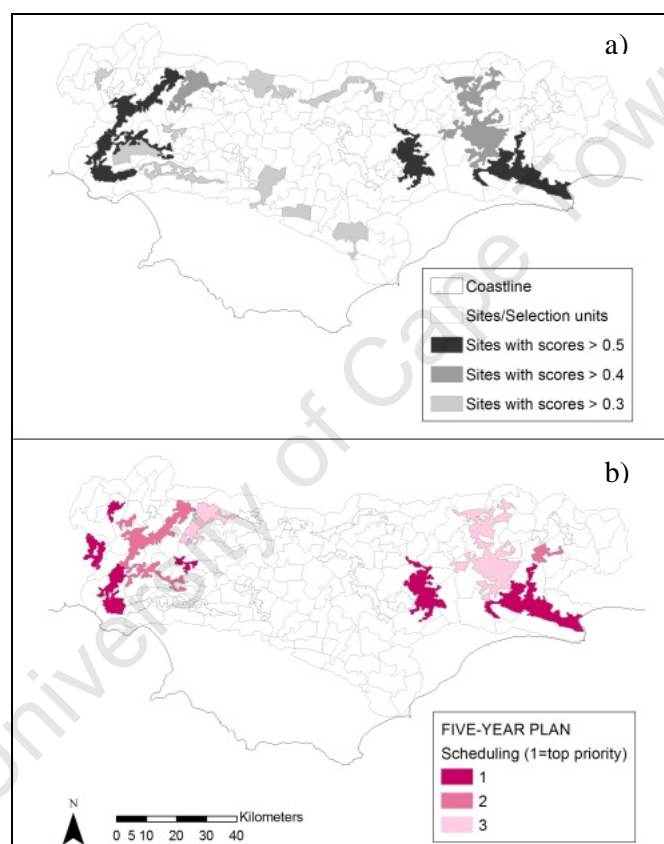 a)
Coastline
Sites/Selection units
Sites with scores > 0.5
Sites with scores > 0.4
Sites with scores > 0.3
b)
FIVE-YEAR PLAN
Scheduling (1=top priority)
1
2
3
N
Kilometers
0 5 10 20 30 40
University of Cape Town